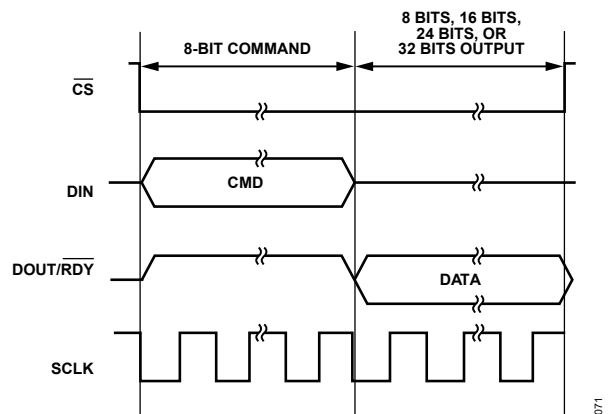 8-BIT COMMAND
8 BITS, 16 BITS,
24 BITS, OR
32 BITS OUTPUT
CS
DIN
CMD
DOUT/RDY
DATA
SCLK
071